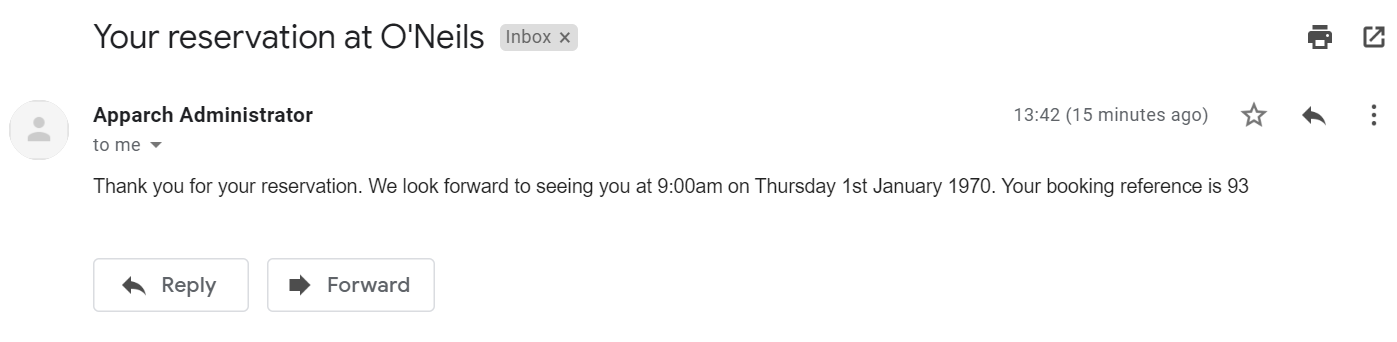 Your reservation at O'Neils Inbox ×
Apparch Administrator 13:42 (15 minutes ago)
to me
Thank you for your reservation. We look forward to seeing you at 9:00am on Thursday 1st January 1970. Your booking reference is 93
Reply Forward